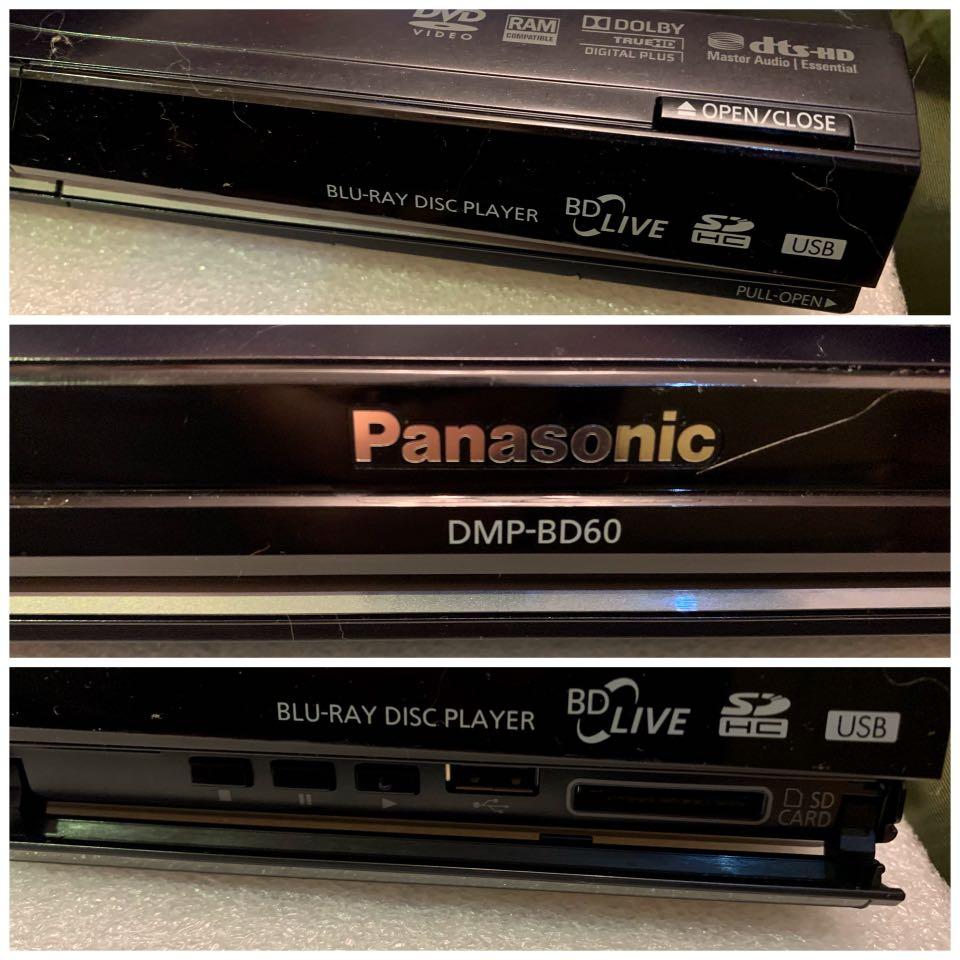 DVD
VIDEO
RAM
COMPATIBLE
DOLBY
TRUEHD
DIGITAL PLUS
dts-HD
Master Audio | Essential
OPEN/CLOSE
BLU-RAY DISC PLAYER
BD LIVE
SD
HC
USB
PULL-OPEN
Panasonic
DMP-BD60
BLU-RAY DISC PLAYER
BD LIVE
SD
HC
USB
SD
CARD